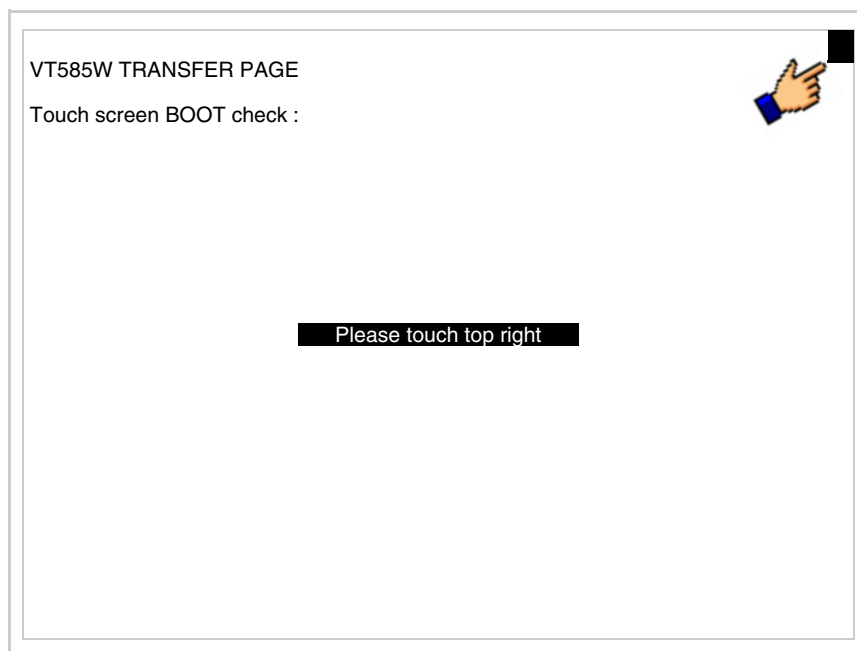 VT585W TRANSFER PAGE
Touch screen BOOT check :
Please touch top right